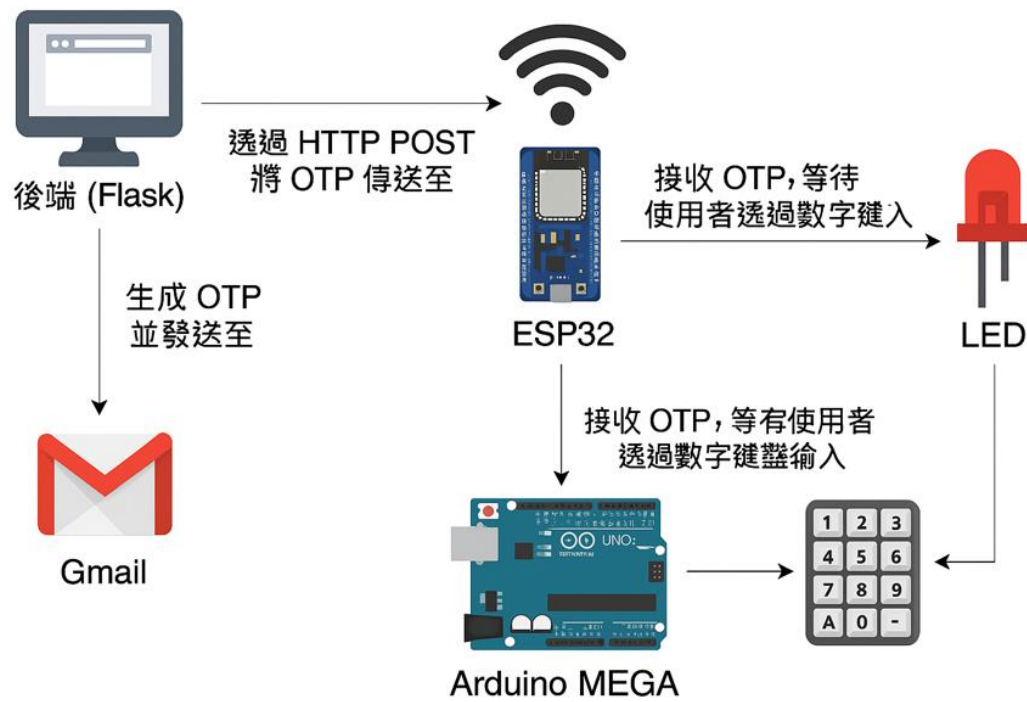 透過 HTTP POST
將 OTP 傳送至
後端 (Flask)
接收 OTP，等待
使用者透過數字鍵入
生成 OTP
並發送至
ESP32
LED
接收 OTP，等有使用者
透過數字鍵輸入
Gmail
UNO
1 2 3
4 5 6
7 8 9
A 0 -
Arduino MEGA